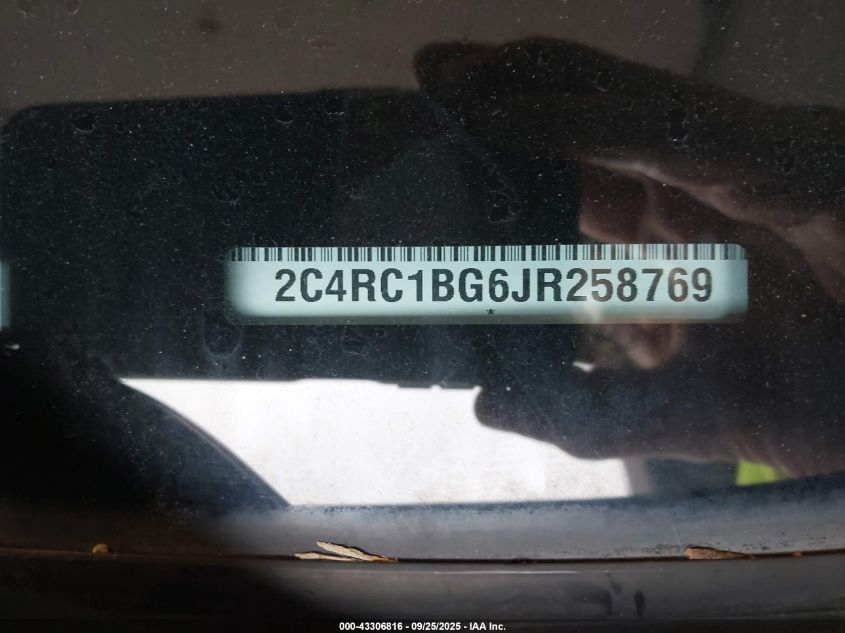 2C4RC1BG6JR258769
*
000-43306816 - 09/25/2025 - IAA Inc.